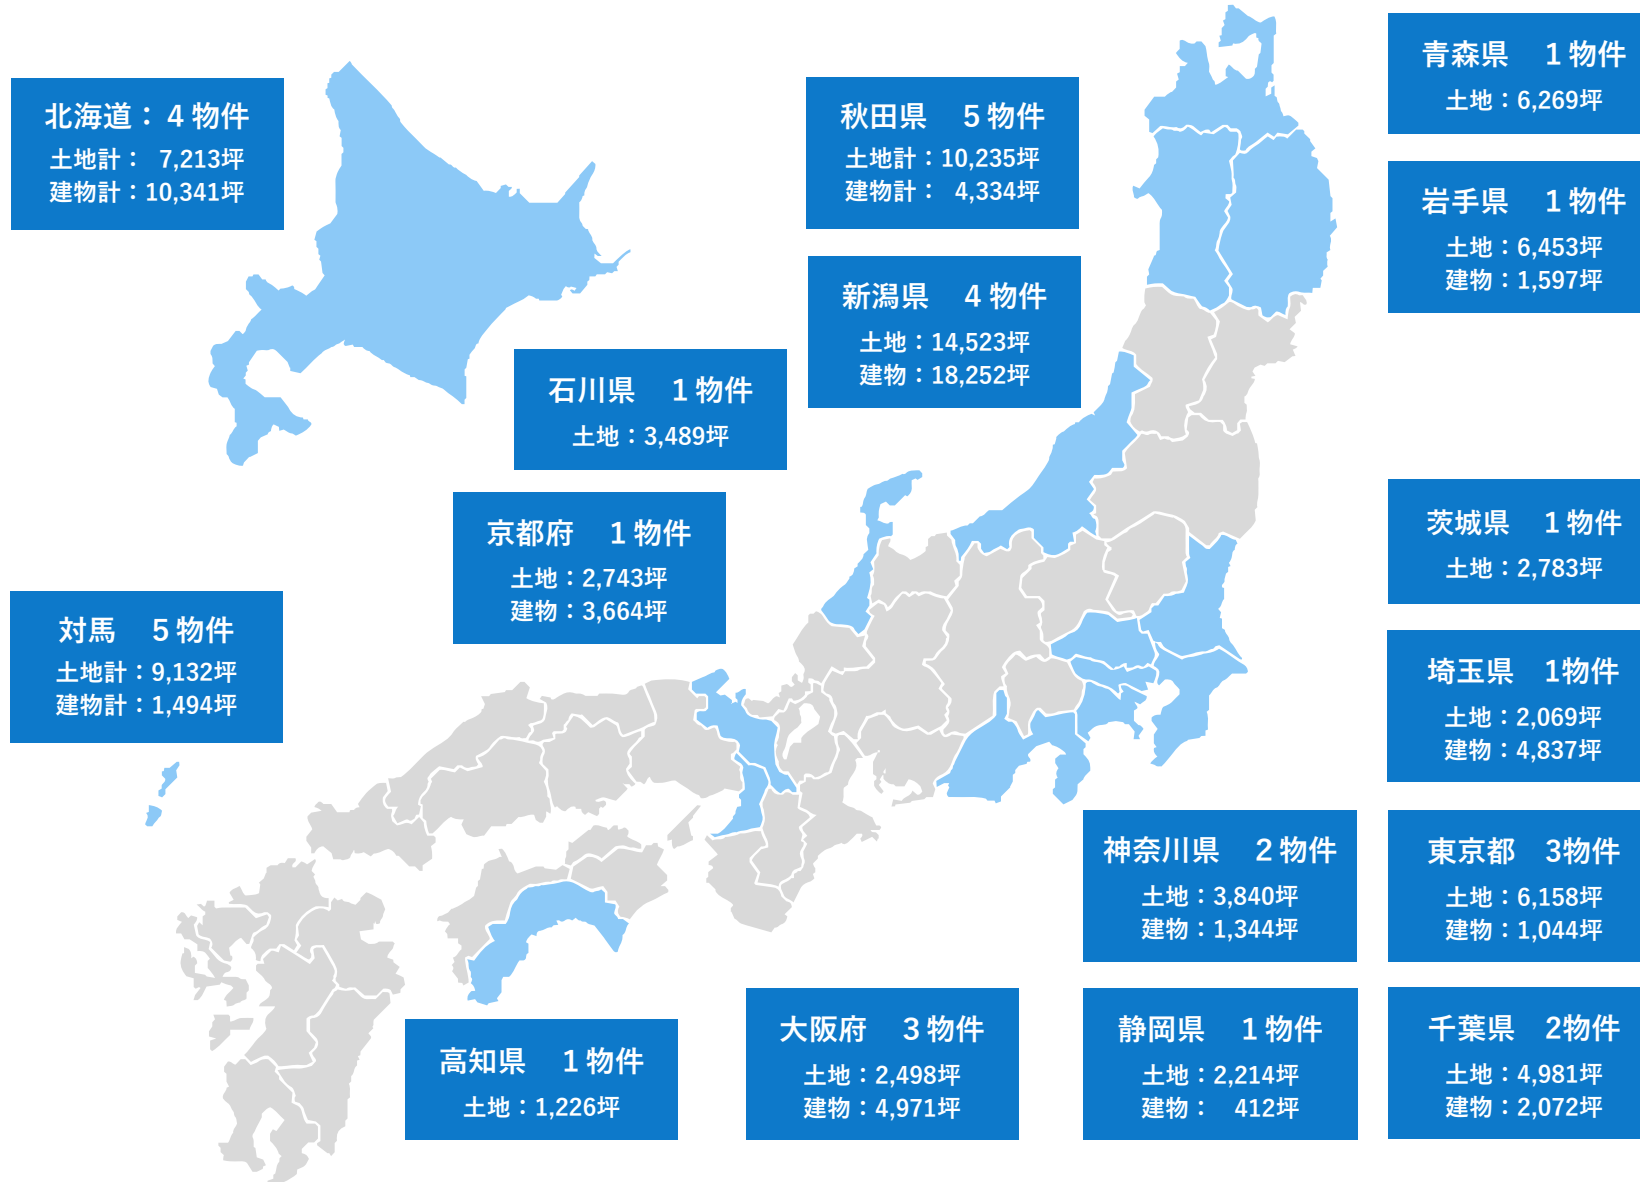 北海道：４物件
土地計：　7,213坪
建物計：10,341坪
秋田県　５物件
土地計：10,235坪
建物計：　4,334坪
青森県　１物件
土地：6,269坪
岩手県　１物件
土地：6,453坪
建物：1,597坪
新潟県　４物件
土地：14,523坪
建物：18,252坪
石川県　１物件
土地：3,489坪
京都府　１物件
土地：2,743坪
建物：3,664坪
茨城県　１物件
土地：2,783坪
対馬　５物件
土地計：9,132坪
建物計：1,494坪
埼玉県　1物件
土地：2,069坪
建物：4,837坪
神奈川県　２物件
土地：3,840坪
建物：1,344坪
東京都　3物件
土地：6,158坪
建物：1,044坪
高知県　１物件
土地：1,226坪
大阪府　３物件
土地：2,498坪
建物：4,971坪
静岡県　１物件
土地：2,214坪
建物：　412坪
千葉県　2物件
土地：4,981坪
建物：2,072坪